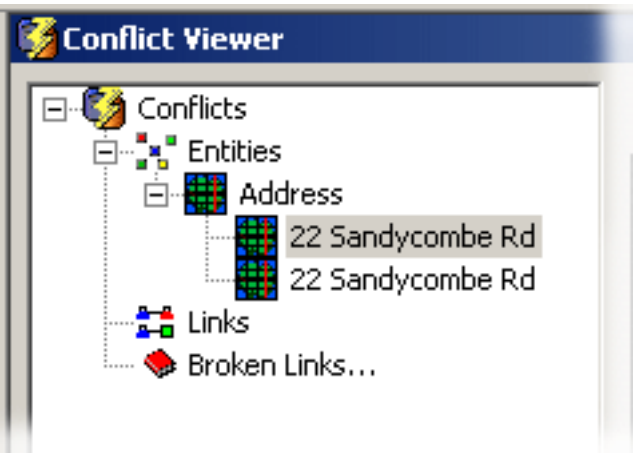 Conflict Viewer
Conflicts
Entities
Address
22 Sandycombe Rd
22 Sandycombe Rd
Links
Broken Links...